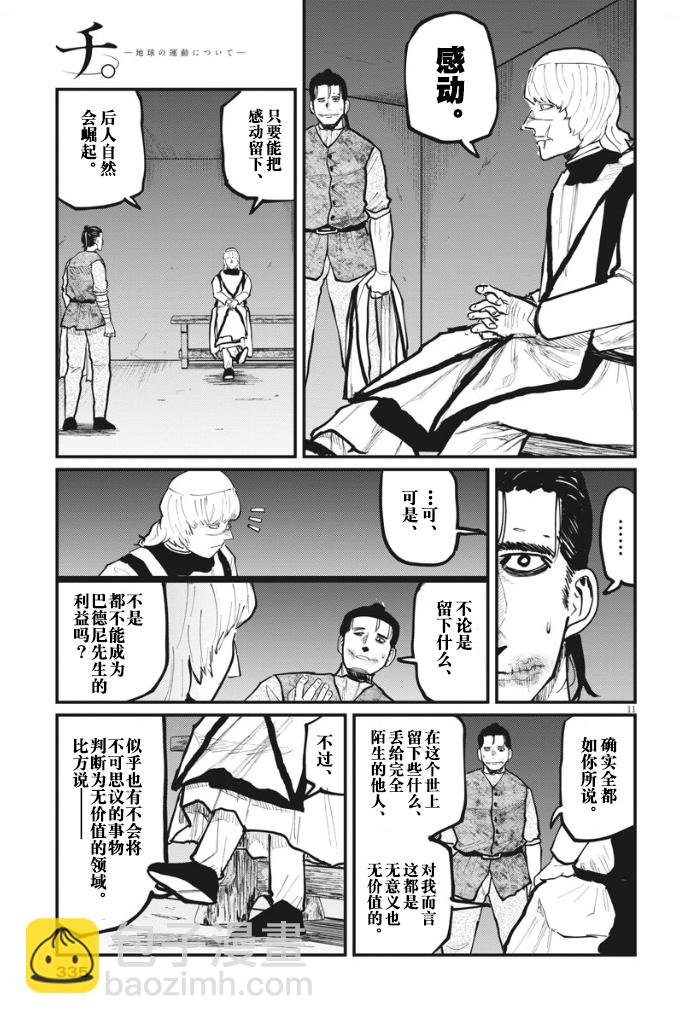 チ。
—地球の運動について—
感动。
只要能把
感动留下、
后人自然
会崛起。
……
…可、
可是、
不论是
留下什么、
不是
都不能成为
巴德尼先生的
利益吗？
11
确实全都
如你所说。
在这个世上
留下些什么、
丢给完全
陌生的他人、
对我而言
这都是
无意义也
无价值的。
不过、
似乎也有不会将
不可思议的事物
判断为无价值的领域。
比方说——
335
包子漫畫
baozimh.com